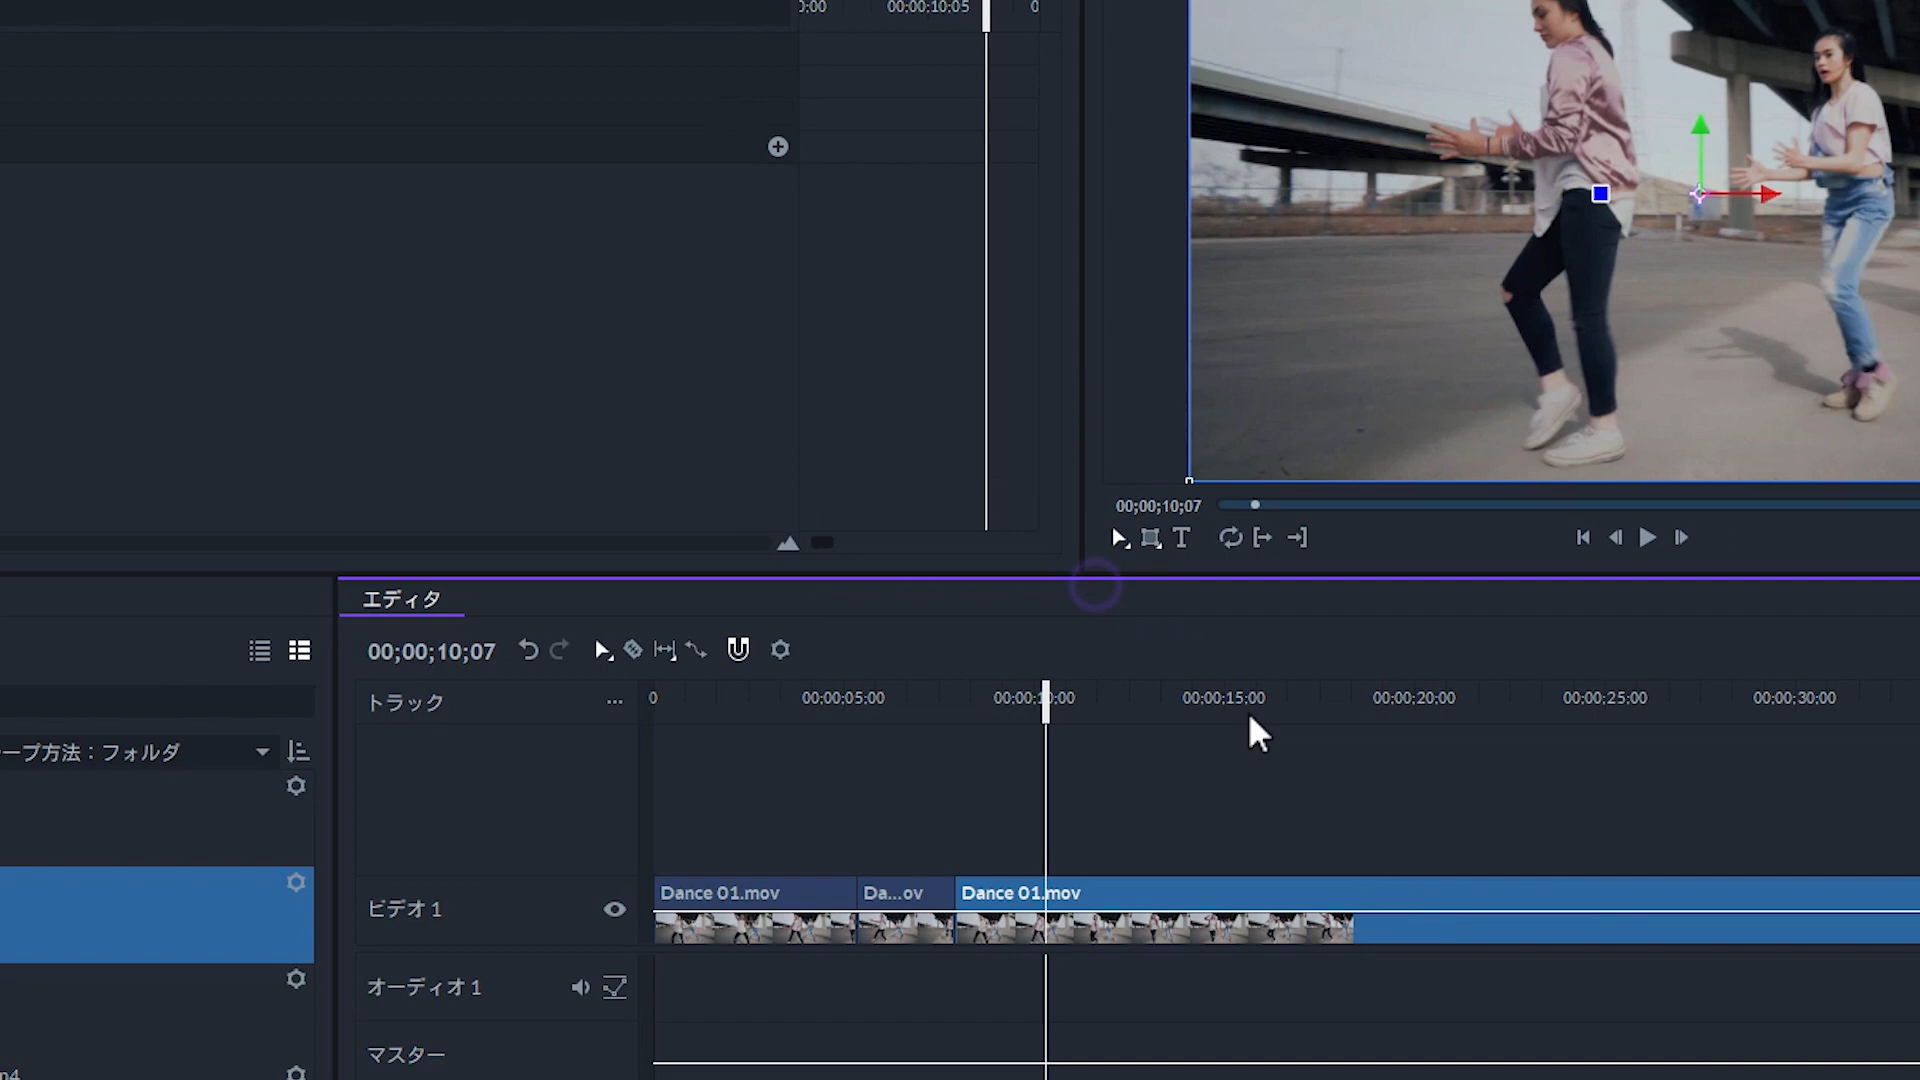 00;00;10;05
00;00;10;07
エディタ
00;00;10;07
トラック
0
00;00;05;00
00;00;10;00
00;00;15;00
00;00;20;00
00;00;25;00
00;00;30;00
ープ方法：フォルダ
Dance 01.mov
Da...ov
Dance 01.mov
ビデオ 1
オーディオ 1
マスター